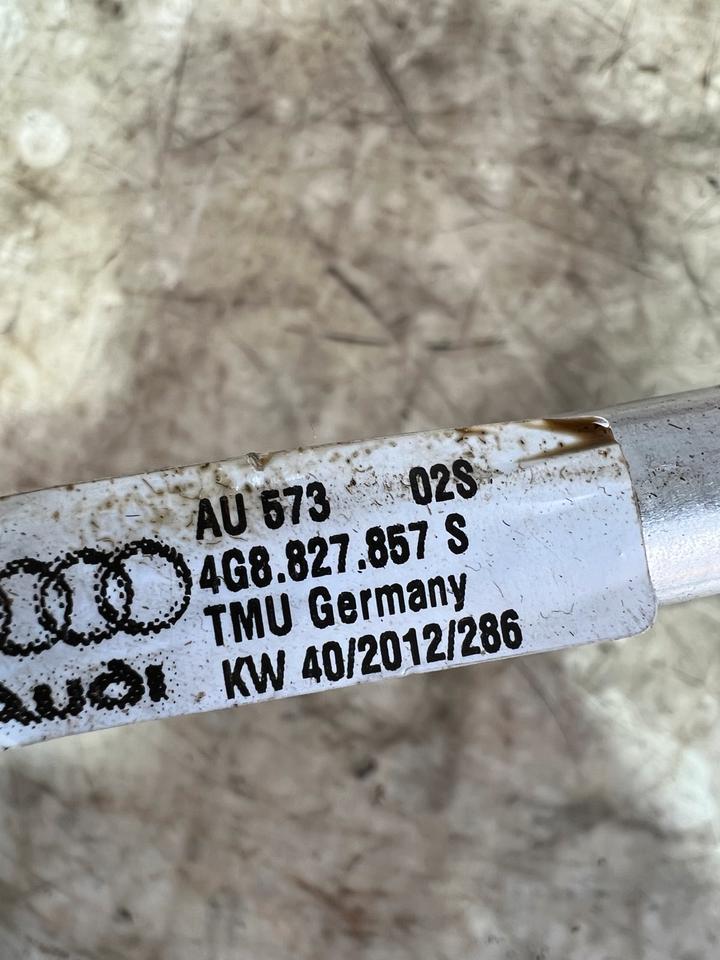 AU 573 02S
4G8.827.857 S
TMU Germany
KW 40/2012/286
AUDI